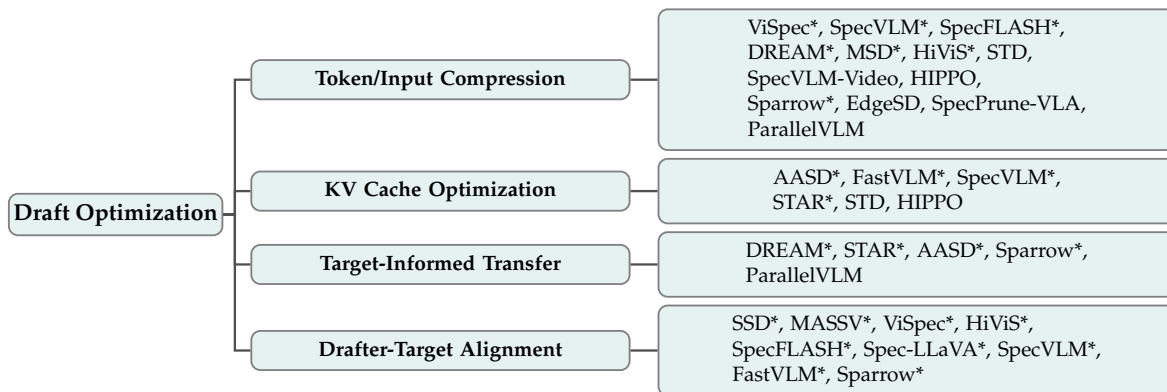 Draft Optimization
Token/Input Compression
ViSpec*, SpecVLM*, SpecFLASH*,
DREAM*, MSD*, HiViS*, STD,
SpecVLM-Video, HIPPO,
Sparrow*, EdgeSD, SpecPrune-VLA,
ParallelVLM
KV Cache Optimization
AASD*, FastVLM*, SpecVLM*,
STAR*, STD, HIPPO
Target-Informed Transfer
DREAM*, STAR*, AASD*, Sparrow*,
ParallelVLM
Drafter-Target Alignment
SSD*, MASSV*, ViSpec*, HiViS*,
SpecFLASH*, Spec-LLaVA*, SpecVLM*,
FastVLM*, Sparrow*